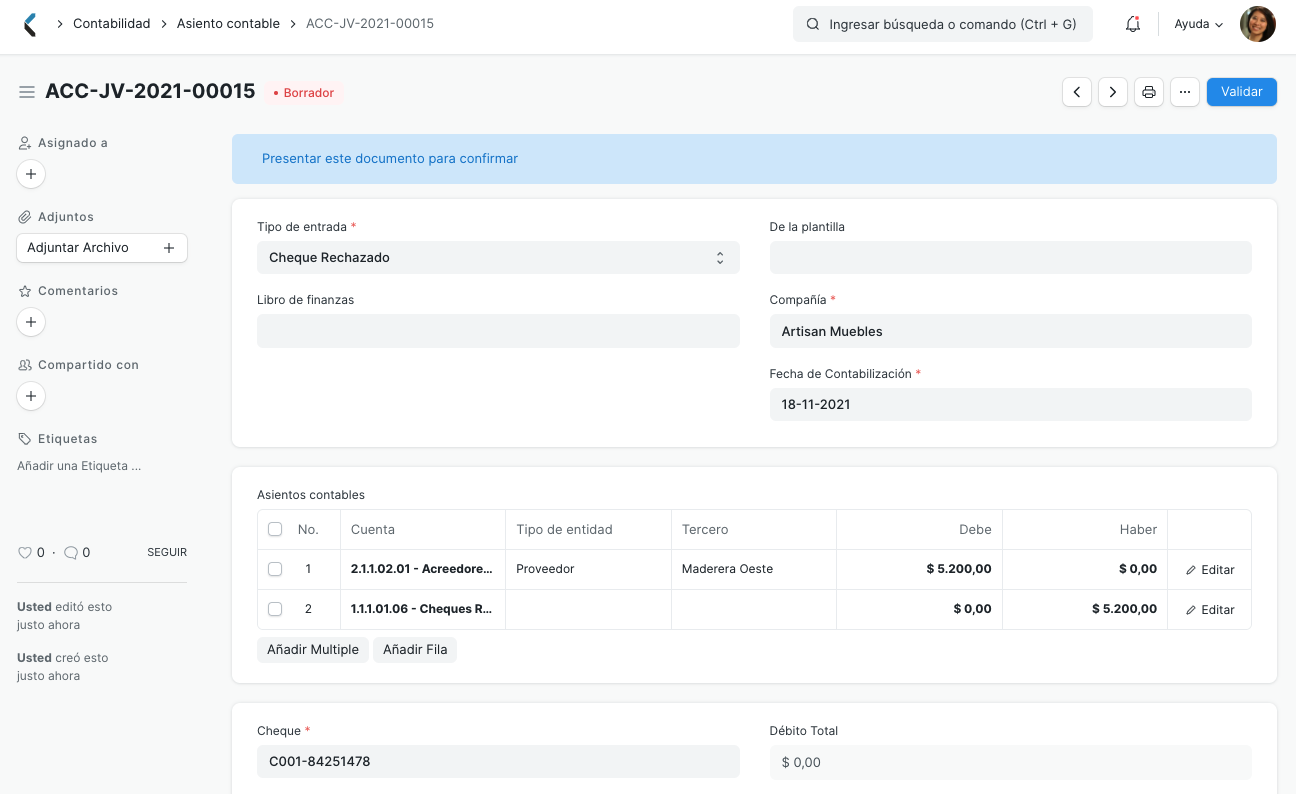 Contabilidad
Asiento contable
ACC-JV-2021-00015
Ingresar búsqueda o comando (Ctrl + G)
Ayuda
ACC-JV-2021-00015
Borrador
Validar
Asignado a
Adjuntos
Adjuntar Archivo
Comentarios
Compartido con
Etiquetas
Añadir una Etiqueta ...
0 · 0
SEGUIR
Usted editó esto
justo ahora
Usted creó esto
justo ahora
Presentar este documento para confirmar
Tipo de entrada *
Cheque Rechazado
De la plantilla
Libro de finanzas
Compañía *
Artisan Muebles
Fecha de Contabilización *
18-11-2021
Asientos contables
No. Cuenta Tipo de entidad Tercero Debe Haber
1 2.1.1.02.01 - Acreedore... Proveedor Maderera Oeste $ 5.200,00 $ 0,00 Editar
2 1.1.1.01.06 - Cheques R... $ 0,00 $ 5.200,00 Editar
Añadir Multiple
Añadir Fila
Cheque *
C001-84251478
Débito Total
$ 0,00